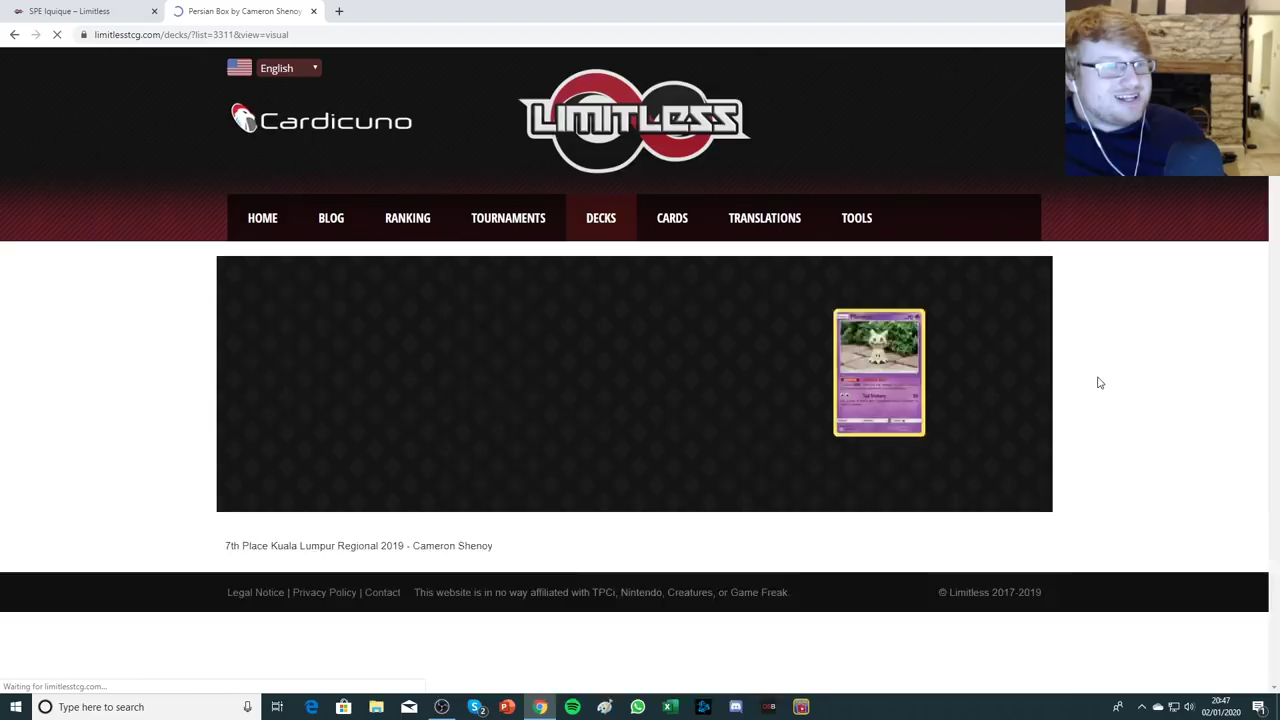 SPE Iquique – Limitless
Persian Box by Cameron Shenoy
limitlesstcg.com/decks/?list=3311&view=visual
English
Cardicuno
LIMITLESS
HOME BLOG RANKING TOURNAMENTS DECKS CARDS TRANSLATIONS TOOLS
7th Place Kuala Lumpur Regional 2019 - Cameron Shenoy
Legal Notice | Privacy Policy | Contact This website is in no way affiliated with TPCi, Nintendo, Creatures, or Game Freak. © Limitless 2017-2019
Waiting for limitlesstcg.com...
Type here to search
20:47
02/01/2020